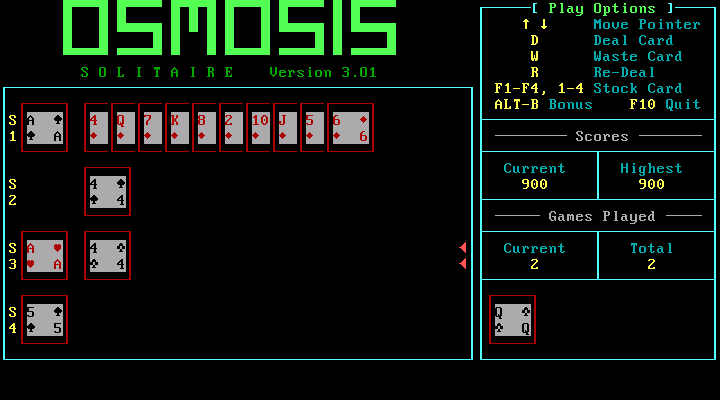 OSMOSIS
SOLITAIRE Version 3.01
[ Play Options ]
↑ ↓ Move Pointer
D Deal Card
W Waste Card
R Re-Deal
F1-F4, 1-4 Stock Card
ALT-B Bonus F10 Quit
Scores
Current Highest
900 900
Games Played
Current Total
2 2
S A ♠ 4 Q 7 K 8 2 10 J 5 6 ♦
1 ♠ A ♦ ♦ ♦ ♦ ♦ ♦ ♦ ♦ ♦ ♦ 9
S 4 ♠
2 ♠ 4
S A ♥ 4 ♣
3 ♥ A ♣ 4
S 5 ♠
4 ♠ 5
Q ♣
♣ Q